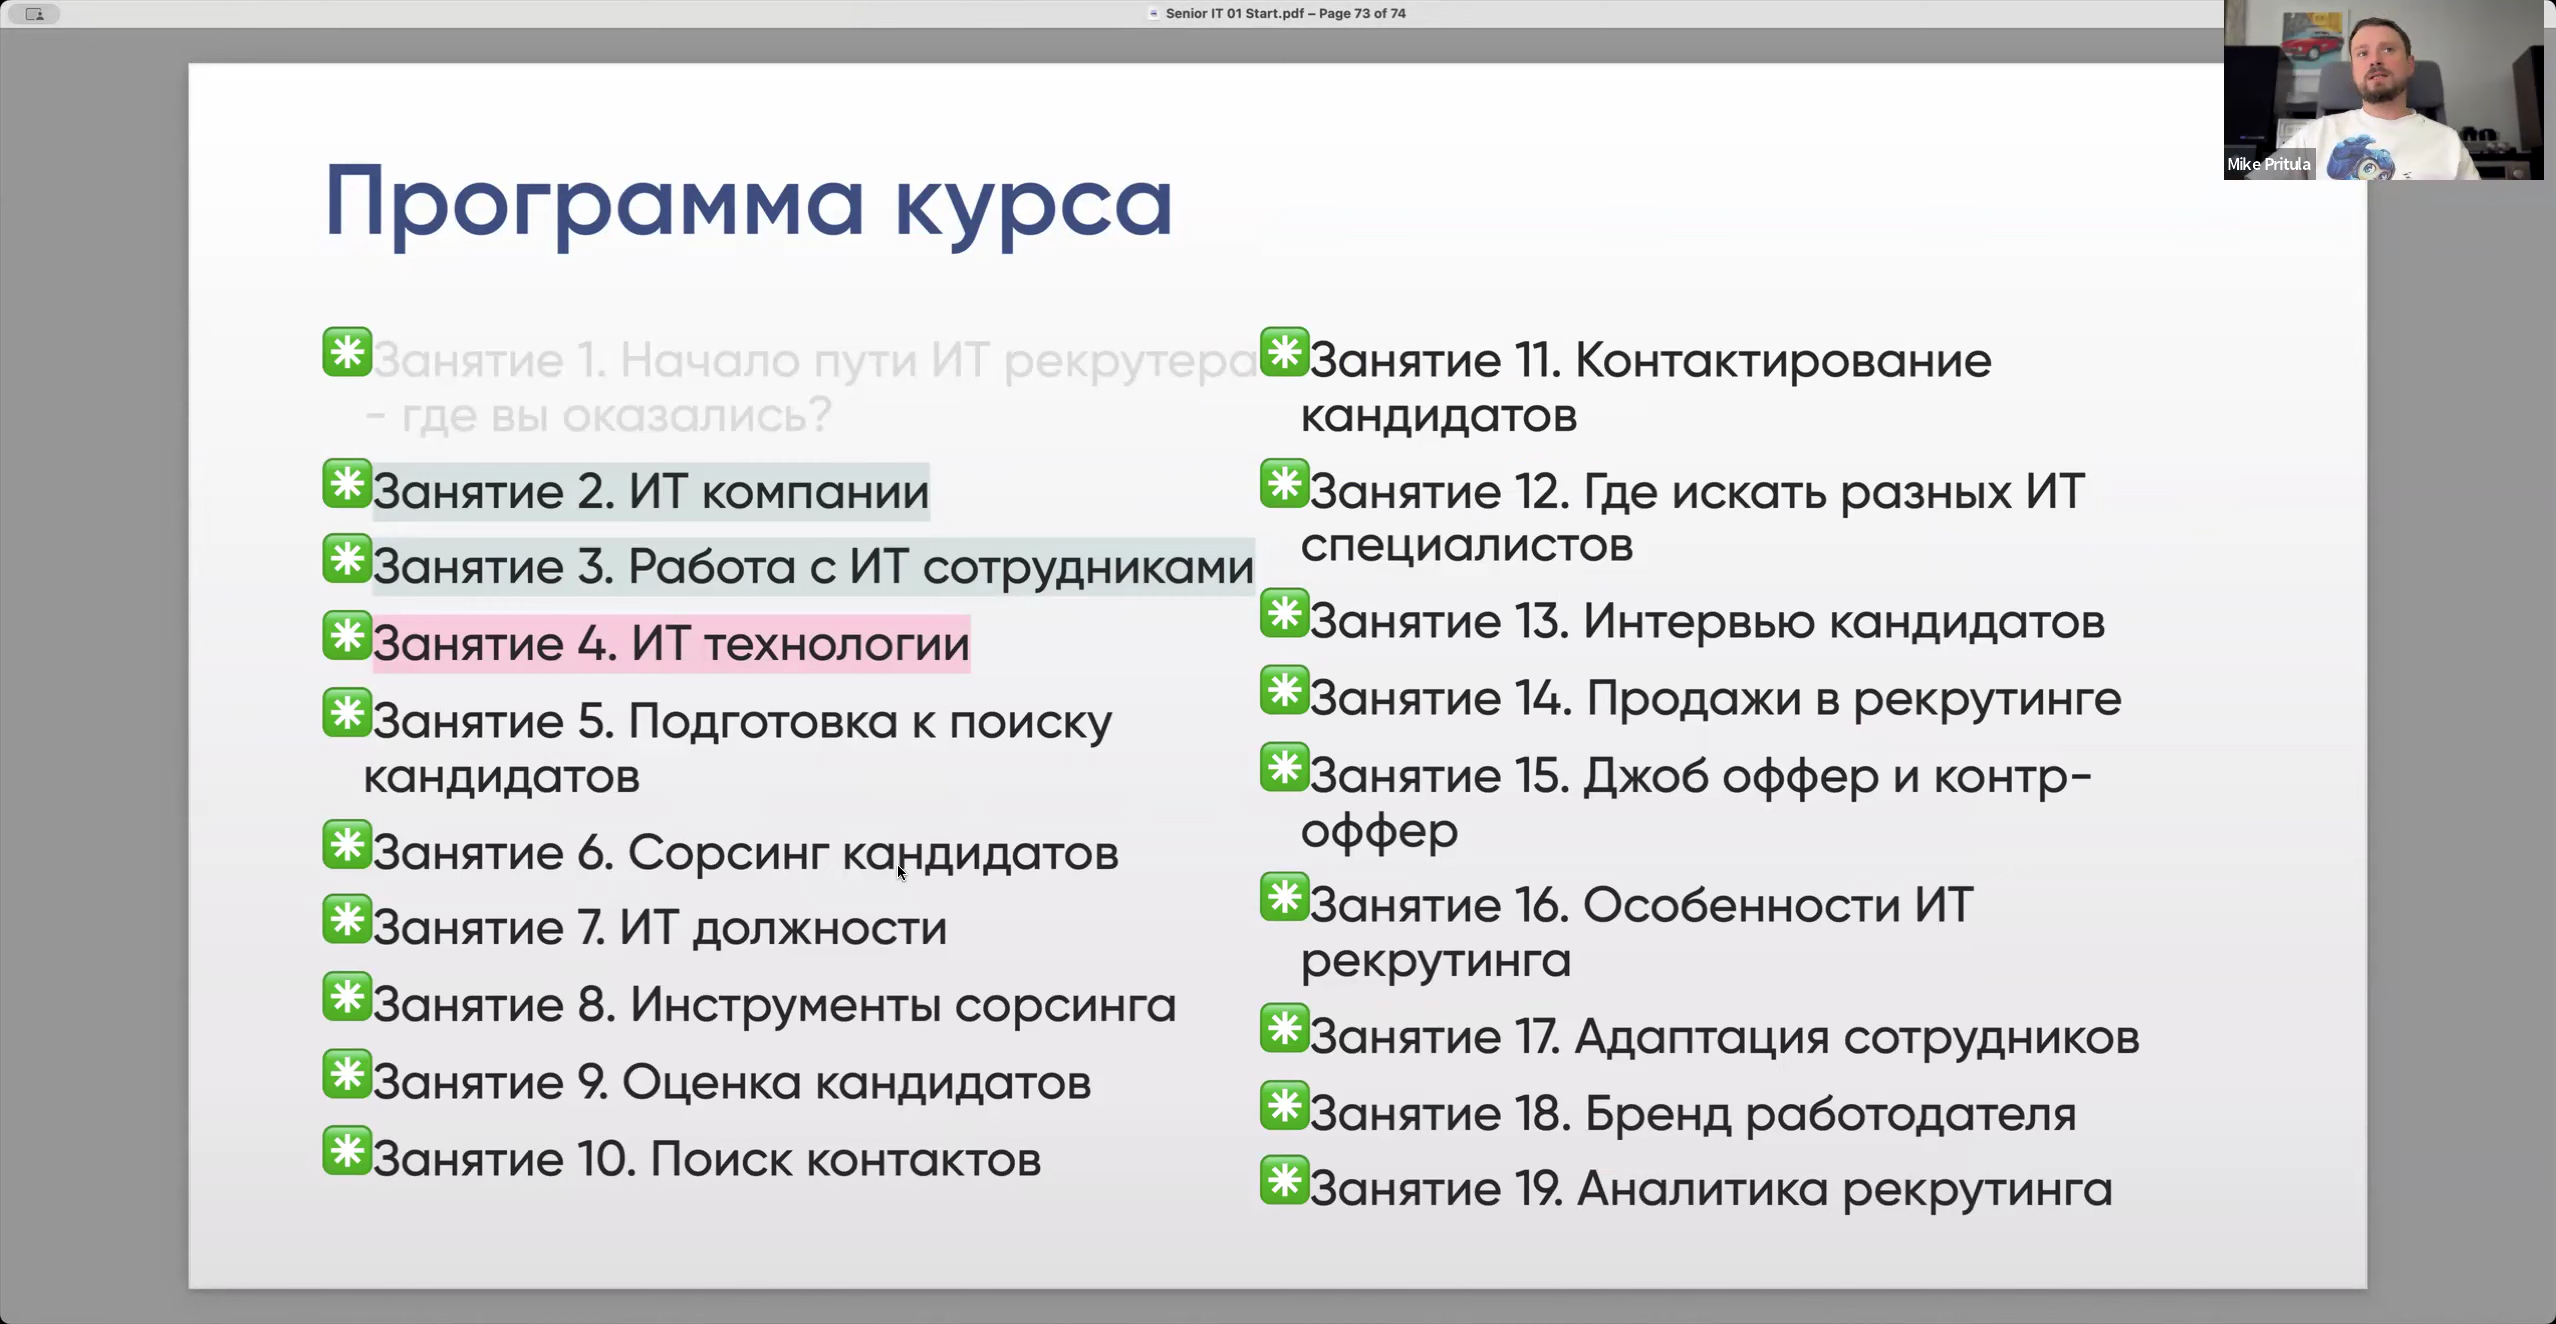 Senior IT 01 Start.pdf – Page 73 of 74
Mike Pritula
Программа курса
Занятие 1. Начало пути ИТ рекрутера
- где вы оказались?
Занятие 2. ИТ компании
Занятие 3. Работа с ИТ сотрудниками
Занятие 4. ИТ технологии
Занятие 5. Подготовка к поиску
кандидатов
Занятие 6. Сорсинг кандидатов
Занятие 7. ИТ должности
Занятие 8. Инструменты сорсинга
Занятие 9. Оценка кандидатов
Занятие 10. Поиск контактов
Занятие 11. Контактирование
кандидатов
Занятие 12. Где искать разных ИТ
специалистов
Занятие 13. Интервью кандидатов
Занятие 14. Продажи в рекрутинге
Занятие 15. Джоб оффер и контр-
оффер
Занятие 16. Особенности ИТ
рекрутинга
Занятие 17. Адаптация сотрудников
Занятие 18. Бренд работодателя
Занятие 19. Аналитика рекрутинга